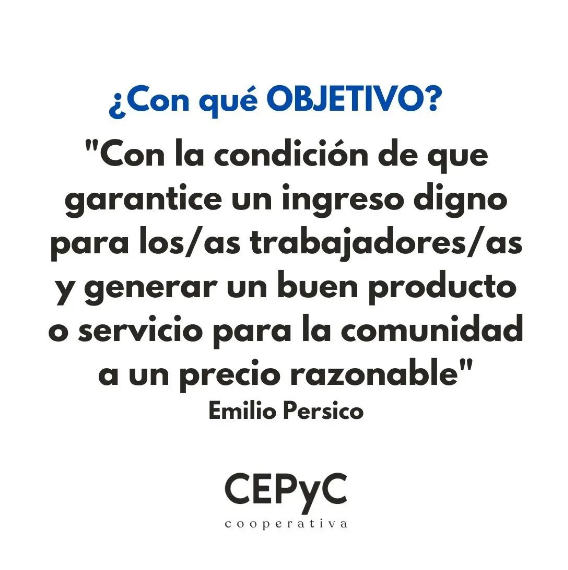 ¿Con qué OBJETIVO?
"Con la condición de que
garantice un ingreso digno
para los/as trabajadores/as
y generar un buen producto
o servicio para la comunidad
a un precio razonable"
Emilio Persico
CEPyC
cooperativa